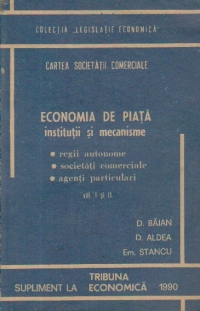 COLECȚIA „LEGISLAȚIE ECONOMICĂ"
CARTEA SOCIETĂȚII COMERCIALE
ECONOMIA DE PIAȚĂ
instituții și mecanisme
• regii autonome
• societăți comerciale
• agenți particulari
vol. I și II
D. BĂIAN
D. ALDEA
Em. STANCU
TRIBUNA
SUPLIMENT LA ECONOMICĂ 1990